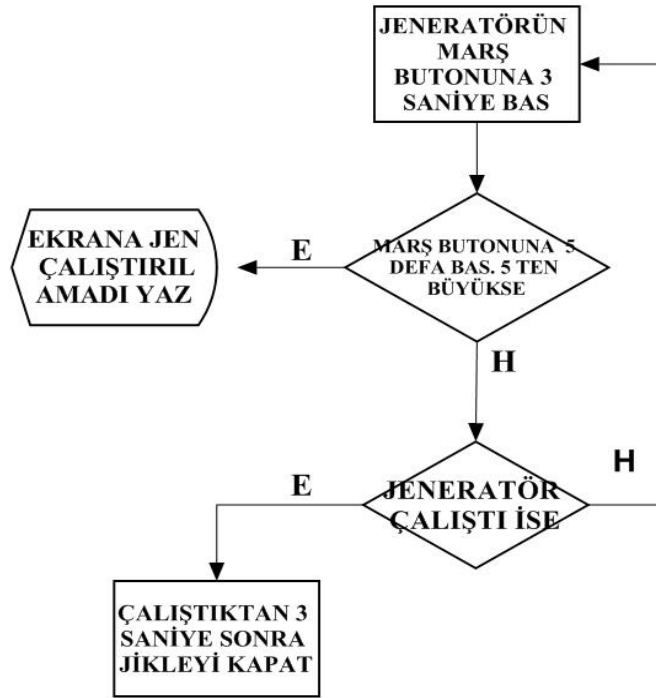 JENERATÖRÜN
MARŞ
BUTONUNA 3
SANİYE BAS
EKRANA JEN
ÇALIŞTIRIL
AMADI YAZ
E
MARŞ BUTONUNA 5
DEFA BAS. 5 TEN
BÜYÜKSE
H
E
JENERATÖR
ÇALIŞTI İSE
H
ÇALIŞTIKTAN 3
SANİYE SONRA
JİKLEYİ KAPAT